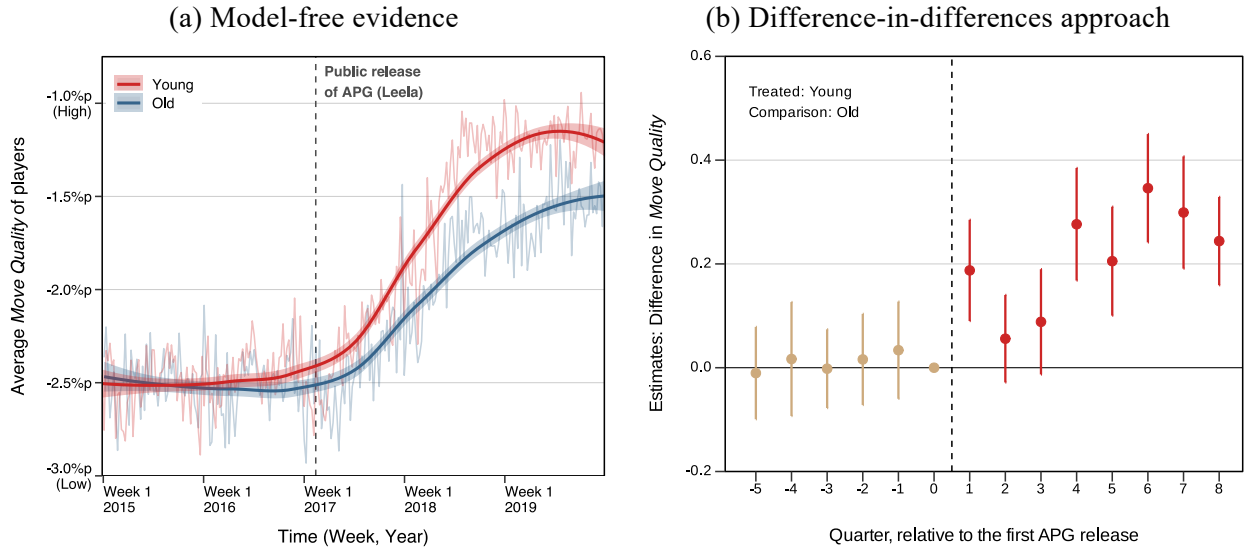 (a) Model-free evidence
Average Move Quality of players
-1.0%p
(High)
-1.5%p
-2.0%p
-2.5%p
-3.0%p
(Low)
Young
Old
Public release
of APG (Leela)
Week 1
2015
Week 1
2016
Week 1
2017
Week 1
2018
Week 1
2019
Time (Week, Year)
(b) Difference-in-differences approach
Estimates: Difference in Move Quality
0.6
0.4
0.2
0.0
-0.2
Treated: Young
Comparison: Old
-5 -4 -3 -2 -1 0 1 2 3 4 5 6 7 8
Quarter, relative to the first APG release